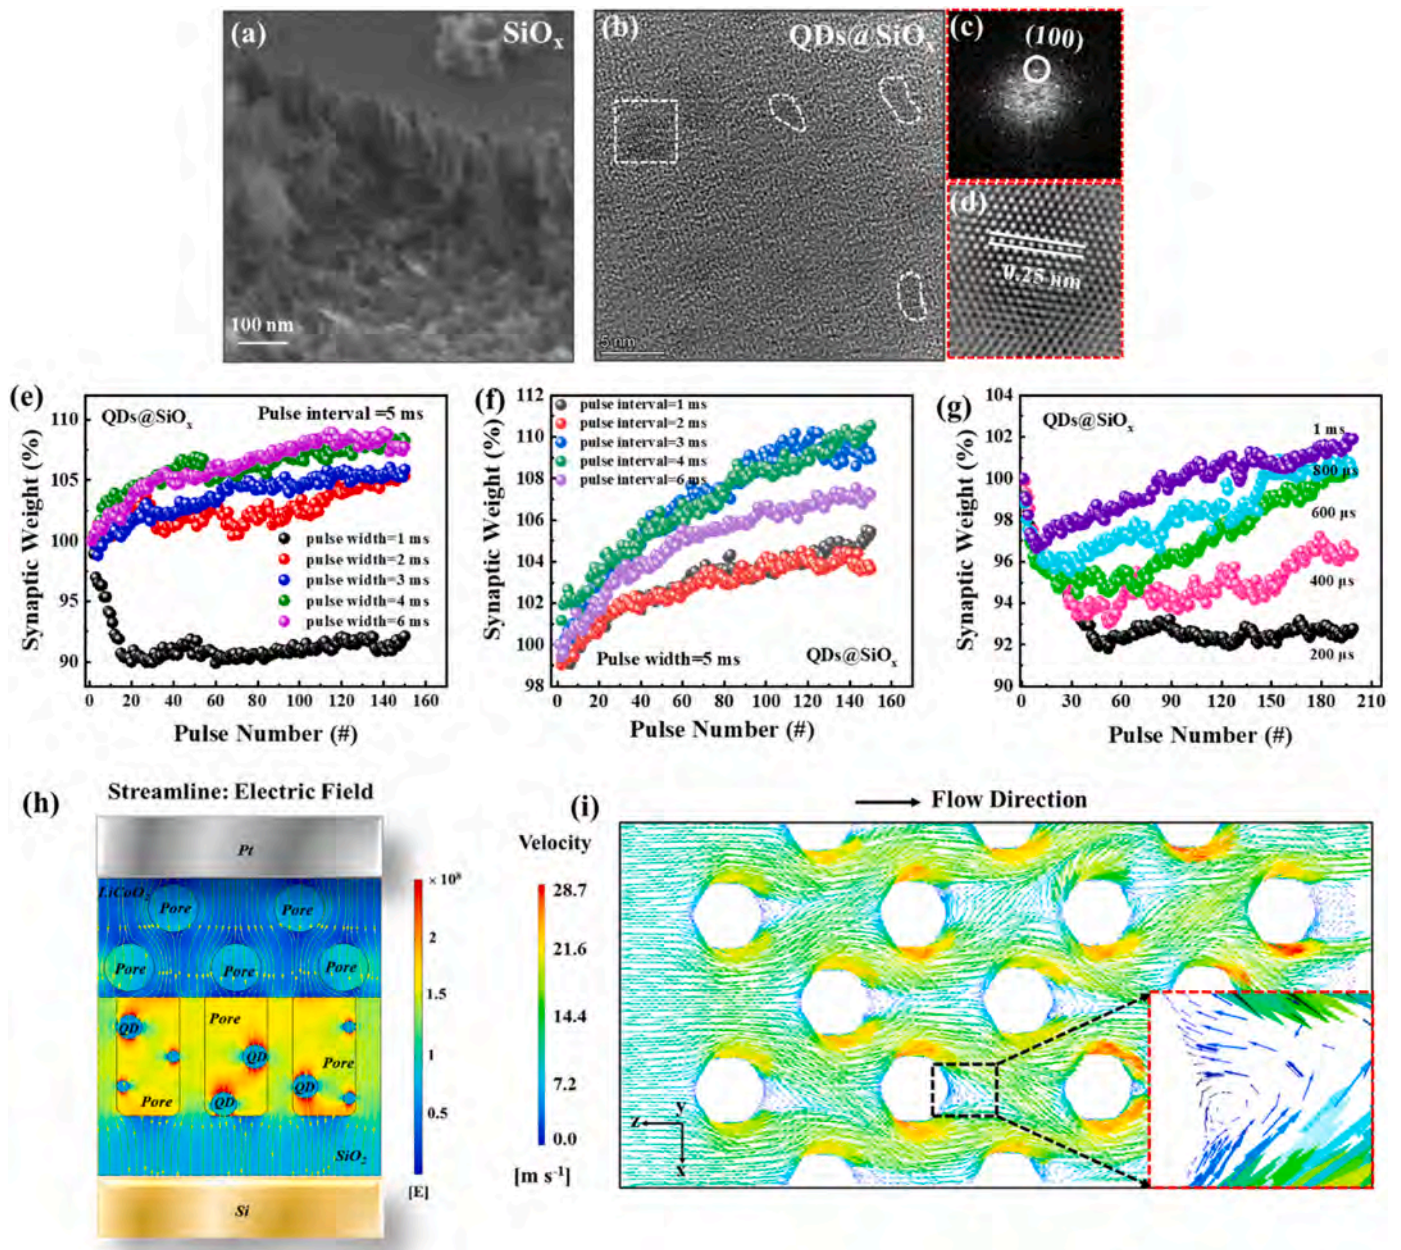 (a)
SiOₓ
100 nm
(b)
QDs@SiOₓ
5 nm
(c)
(100)
(d)
0.25 nm
(e)
QDs@SiOₓ
Pulse interval =5 ms
pulse width=1 ms
pulse width=2 ms
pulse width=3 ms
pulse width=4 ms
pulse width=6 ms
Synaptic Weight (%)
110
105
100
95
90
0 20 40 60 80 100 120 140 160
Pulse Number (#)
(f)
pulse interval=1 ms
pulse interval=2 ms
pulse interval=3 ms
pulse interval=4 ms
pulse interval=6 ms
Pulse width=5 ms
QDs@SiOₓ
Synaptic Weight (%)
112
110
108
106
104
102
100
98
0 20 40 60 80 100 120 140 160
Pulse Number (#)
(g)
QDs@SiOₓ
1 ms
800 μs
600 μs
400 μs
200 μs
Synaptic Weight (%)
104
102
100
98
96
94
92
90
0 30 60 90 120 150 180 210
Pulse Number (#)
(h)
Streamline: Electric Field
Pt
LiCoO₂
Pore
Pore
Pore
Pore
Pore
QD
Pore
QD
Pore
QD
Pore
QD
SiO₂
Si
× 10⁸
2
1.5
1
0.5
[E]
(i)
Flow Direction
Velocity
28.7
21.6
14.4
7.2
0.0
[m s⁻¹]
y
z
x